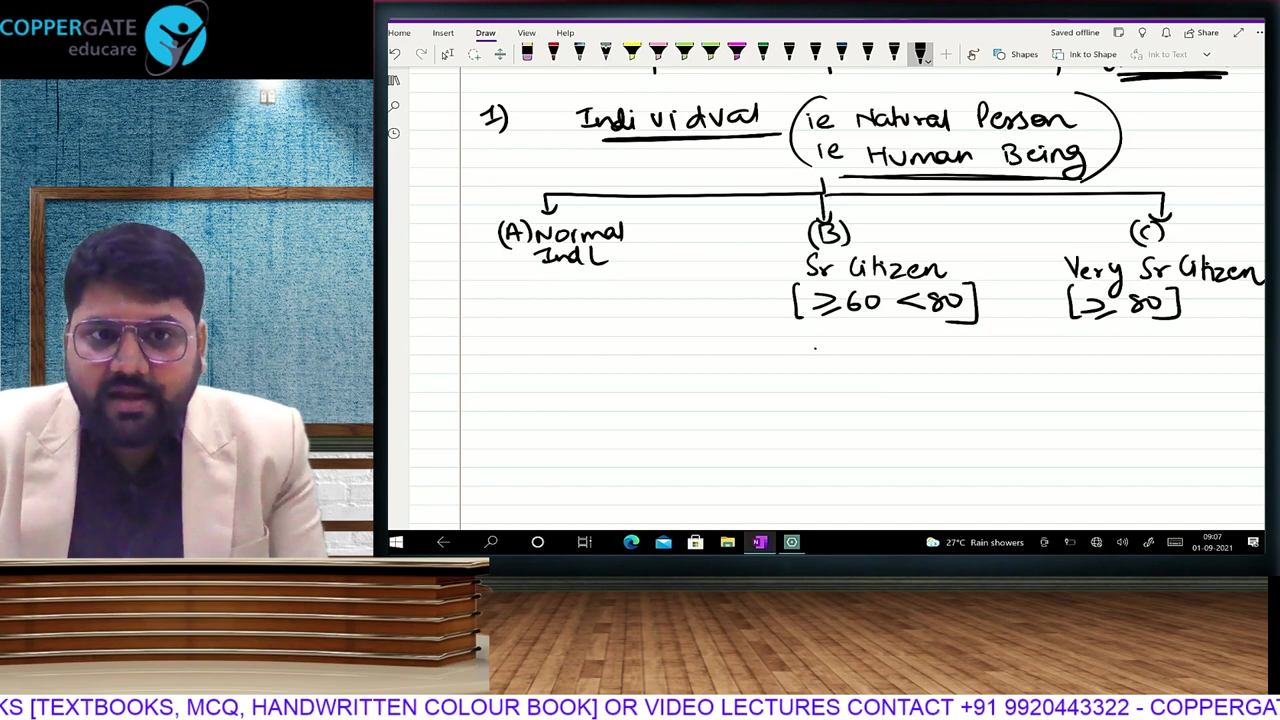 COPPERGATE
educare
Home Insert Draw View Help Saved offline Share
Shapes Ink to Shape Ink to Text
1) Individual (ie Natural Person
ie Human Being)
(A) Normal
Indl
(B)
Sr Citizen
[≥60 <80]
(C)
Very Sr Citizen
[≥ 80]
27°C Rain showers
09:07
01-09-2021
KS [TEXTBOOKS, MCQ, HANDWRITTEN COLOUR BOOK] OR VIDEO LECTURES CONTACT +91 9920443322 - COPPERGA